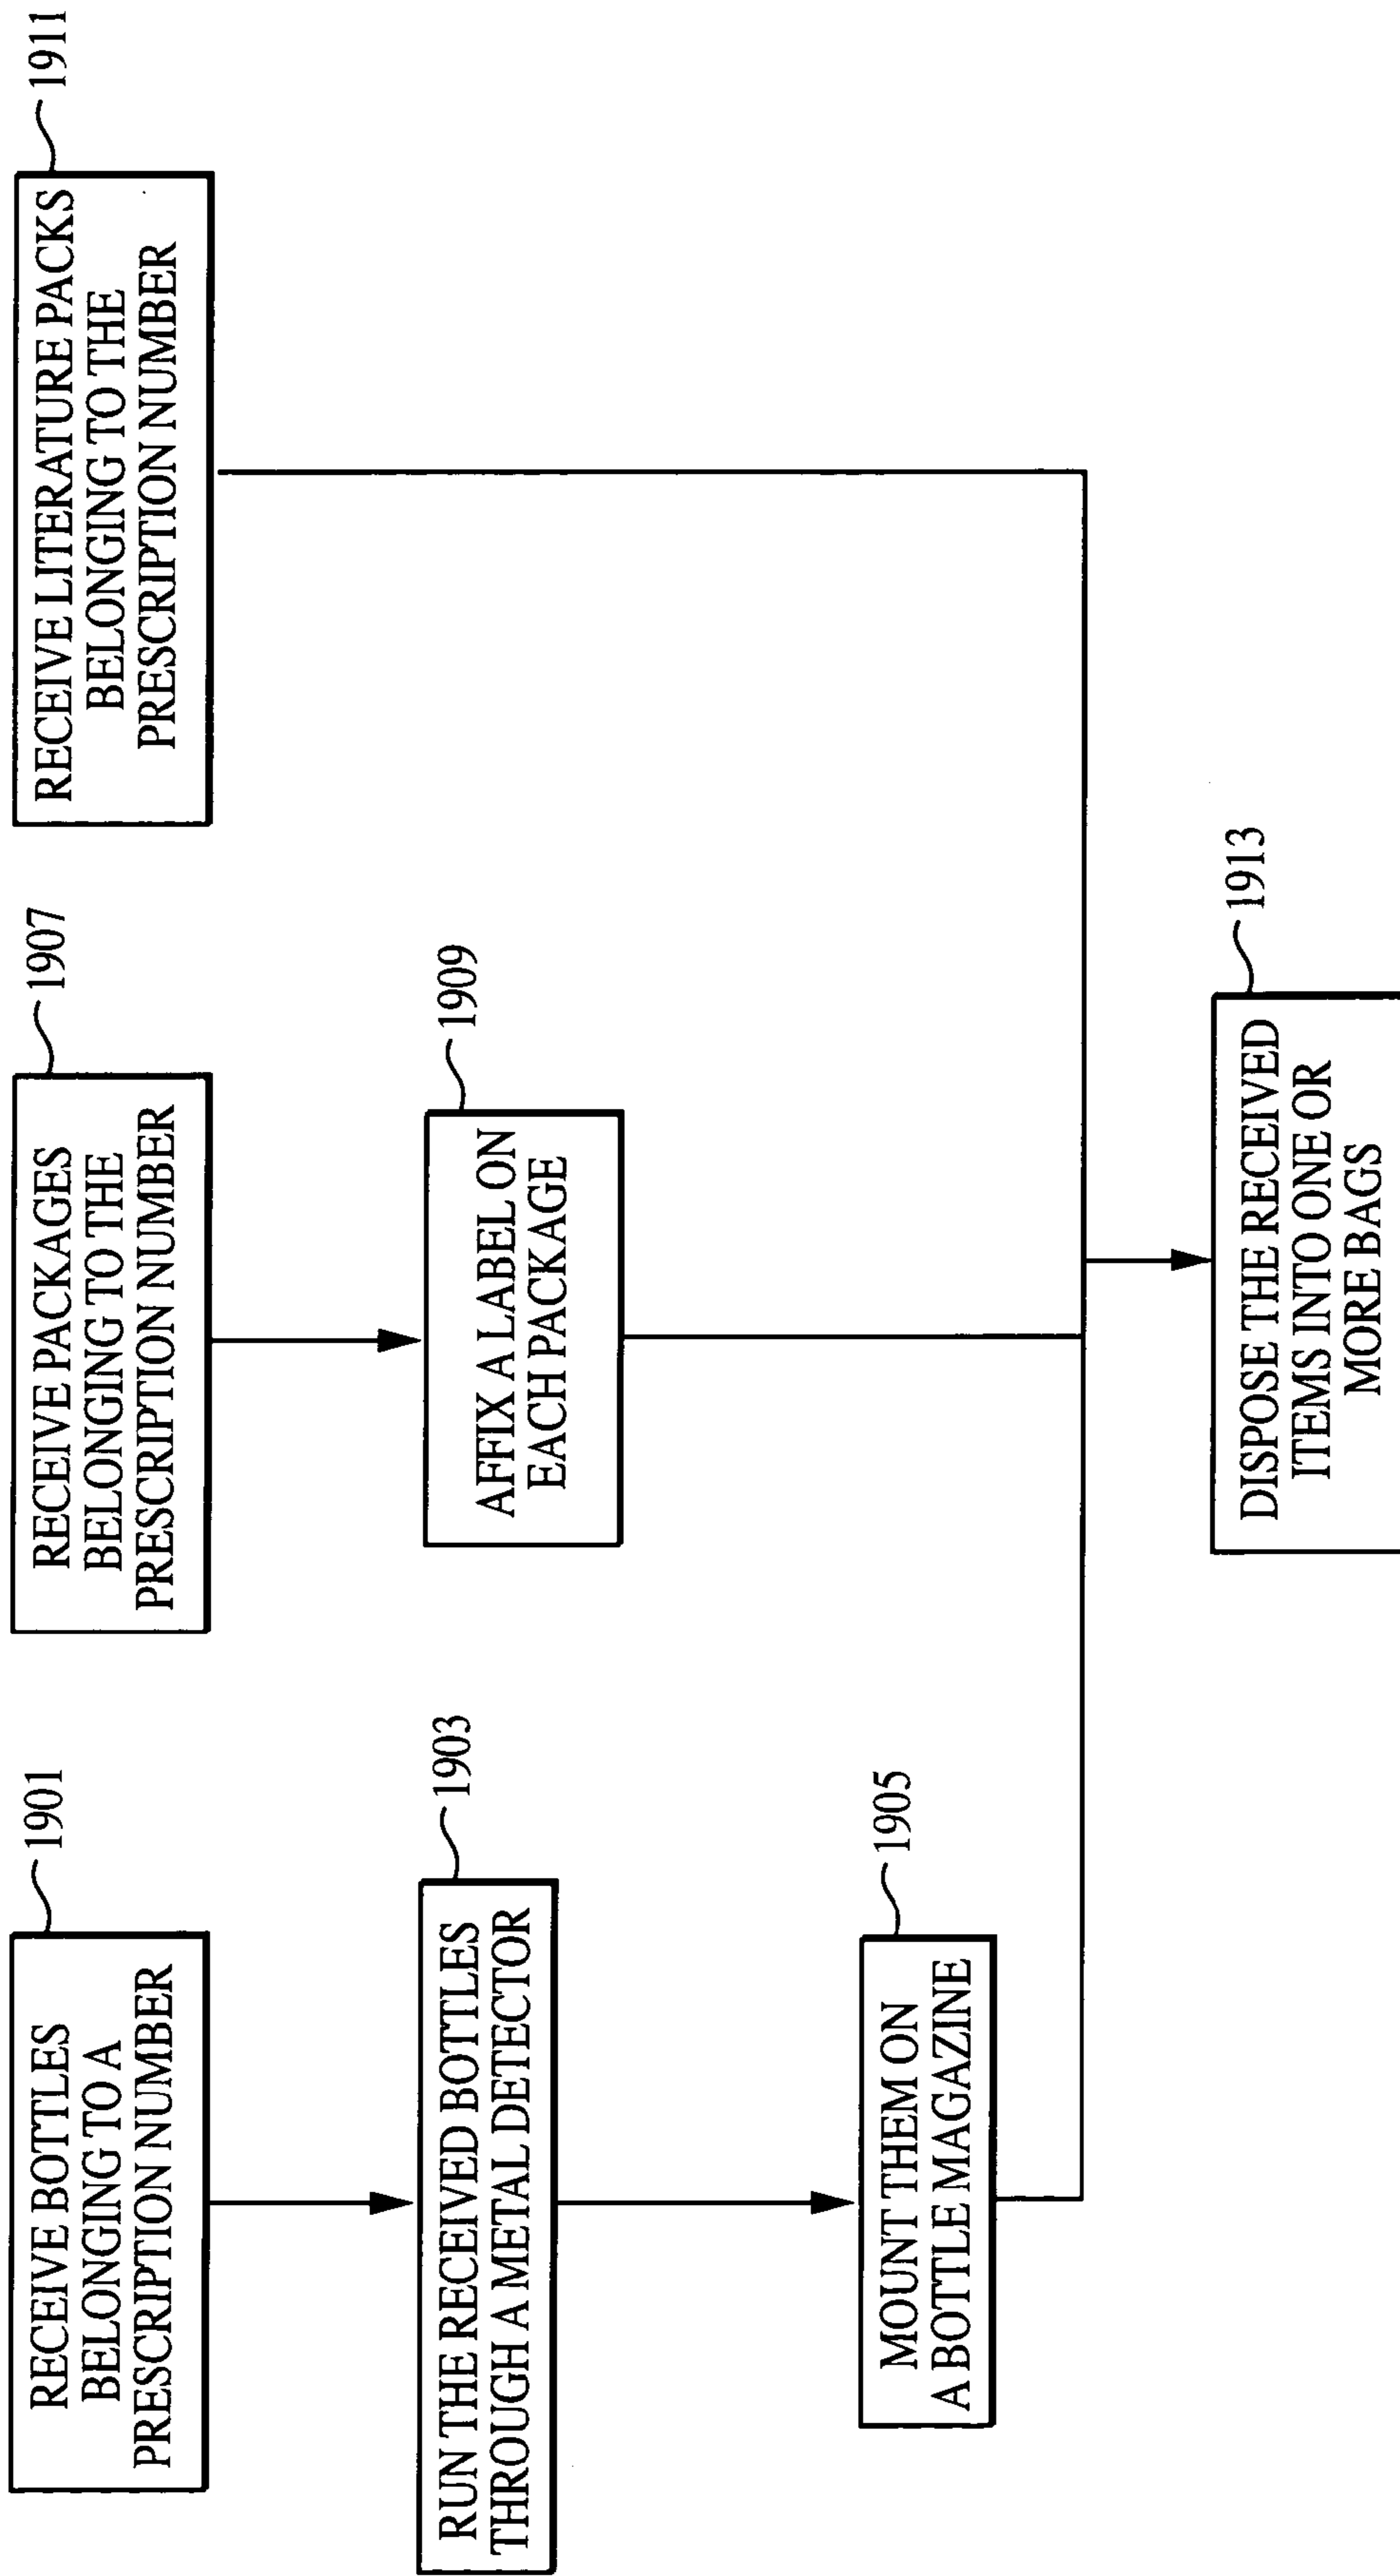 RECEIVE BOTTLES
BELONGING TO A
PRESCRIPTION NUMBER
1901
RUN THE RECEIVED BOTTLES
THROUGH A METAL DETECTOR
1903
MOUNT THEM ON
A BOTTLE MAGAZINE
1905
RECEIVE PACKAGES
BELONGING TO THE
PRESCRIPTION NUMBER
1907
AFFIX A LABEL ON
EACH PACKAGE
1909
RECEIVE LITERATURE PACKS
BELONGING TO THE
PRESCRIPTION NUMBER
1911
DISPOSE THE RECEIVED
ITEMS INTO ONE OR
MORE BAGS
1913